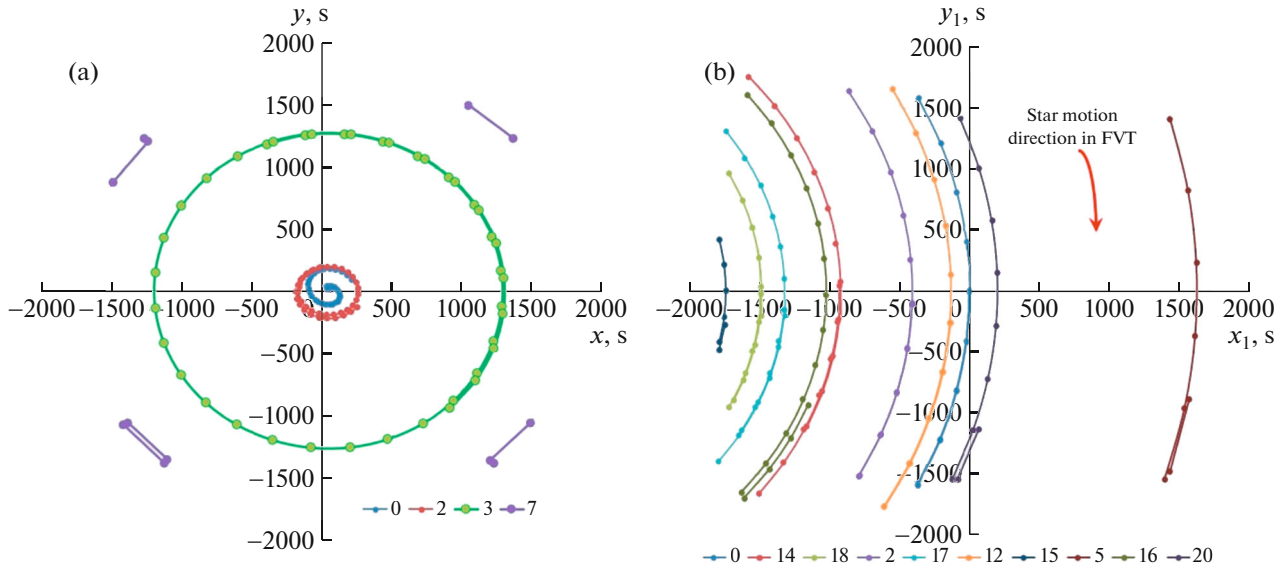 (a)
y, s
2000
1500
1000
500
0
−500
−1000
−1500
−2000
−2000 −1500 −1000 −500 500 1000 1500 2000
x, s
0 2 3 7
(b)
y1, s
2000
1500
1000
500
0
−500
−1000
−1500
−2000
−2000 −1500 −1000 −500 0 500 1000 1500 2000
x1, s
Star motion
direction in FVT
0 14 18 2 17 12 15 5 16 20